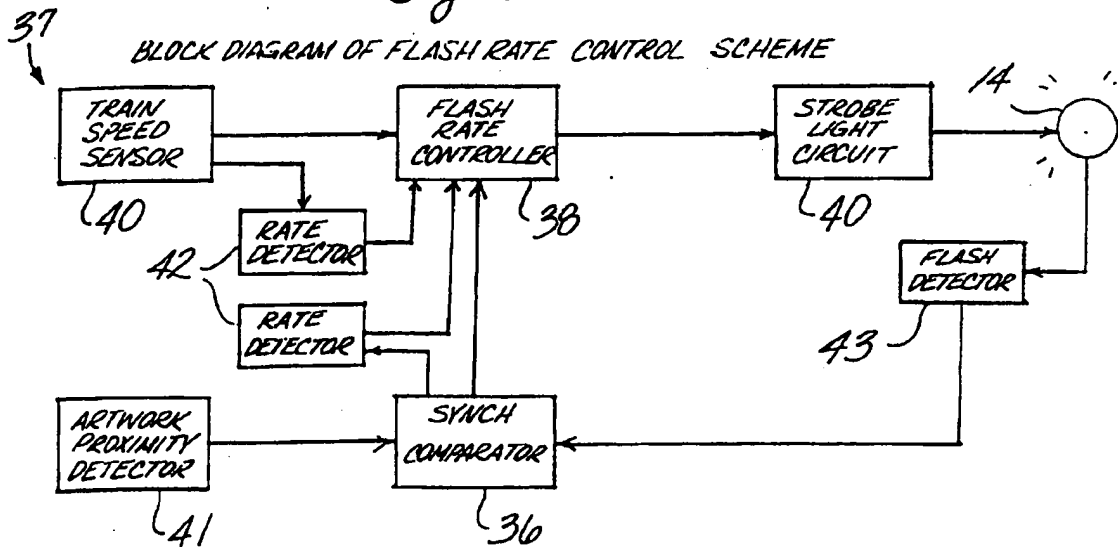 37
BLOCK DIAGRAM OF FLASH RATE CONTROL SCHEME
TRAIN
SPEED
SENSOR
40
FLASH
RATE
CONTROLLER
38
STROBE
LIGHT
CIRCUIT
40
14
RATE
DETECTOR
42
RATE
DETECTOR
FLASH
DETECTOR
43
ARTWORK
PROXIMITY
DETECTOR
41
SYNCH
COMPARATOR
36